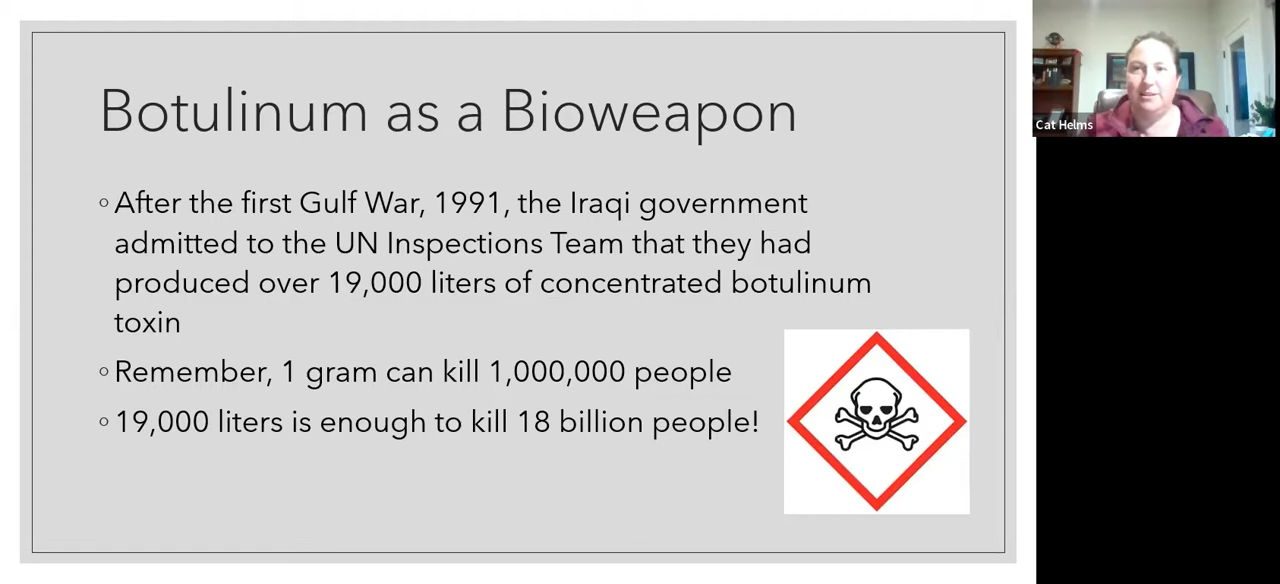 Botulinum as a Bioweapon
◦After the first Gulf War, 1991, the Iraqi government
admitted to the UN Inspections Team that they had
produced over 19,000 liters of concentrated botulinum
toxin
◦Remember, 1 gram can kill 1,000,000 people
◦19,000 liters is enough to kill 18 billion people!
Cat Helms